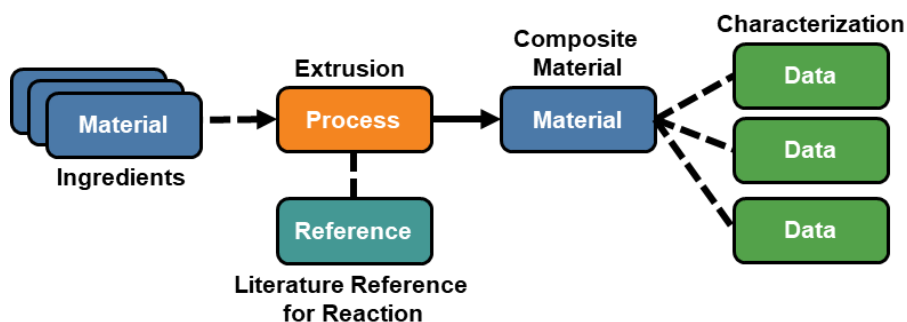 Material
Ingredients
Extrusion
Process
Reference
Literature Reference
for Reaction
Composite
Material
Material
Characterization
Data
Data
Data